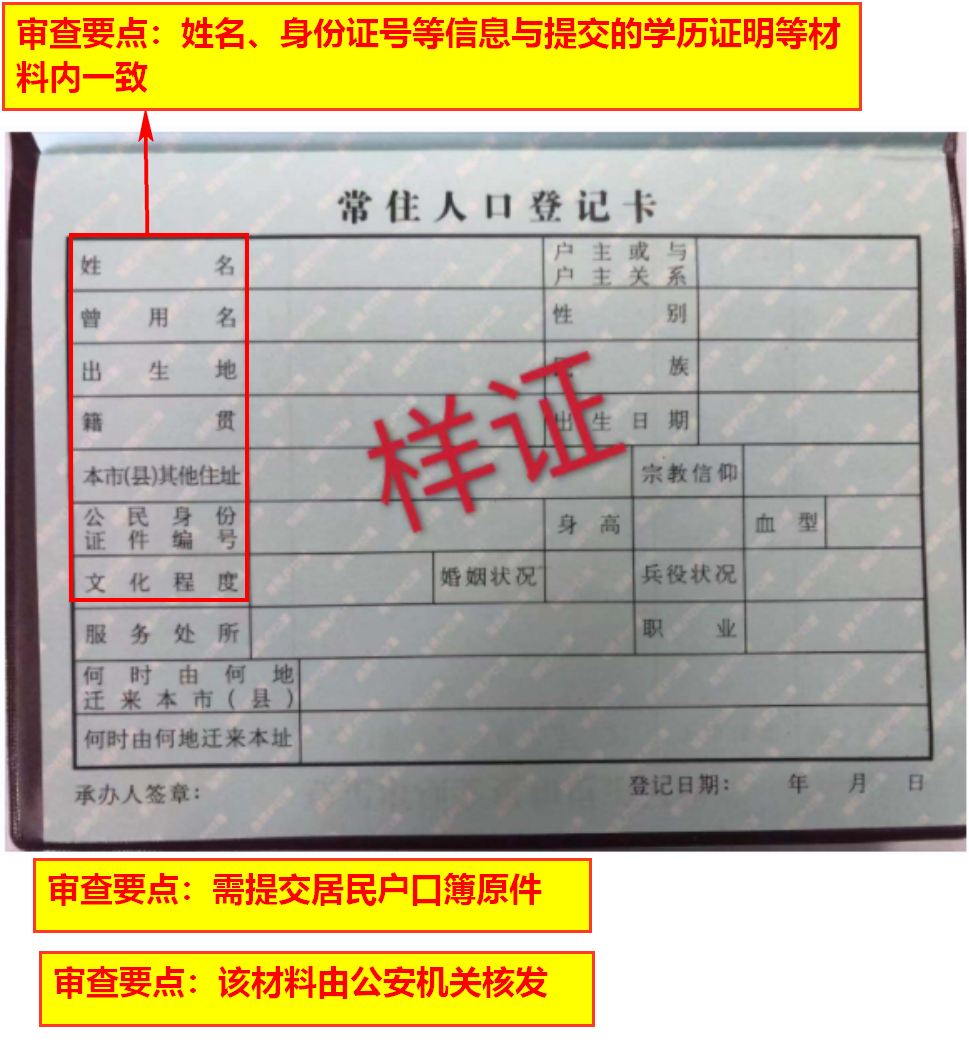 审查要点：姓名、身份证号等信息与提交的学历证明等材
料内一致
常住人口登记卡
姓名
户主或与
户主关系
曾用名
性别
出生地
民族
籍贯
出生日期
样证
本市(县)其他住址
宗教信仰
公民身份
证件编号
身高
血型
文化程度
婚姻状况
兵役状况
服务处所
职业
何时由何地
迁来本市(县)
何时由何地迁来本址
承办人签章：
登记日期： 年 月 日
审查要点：需提交居民户口簿原件
审查要点：该材料由公安机关核发